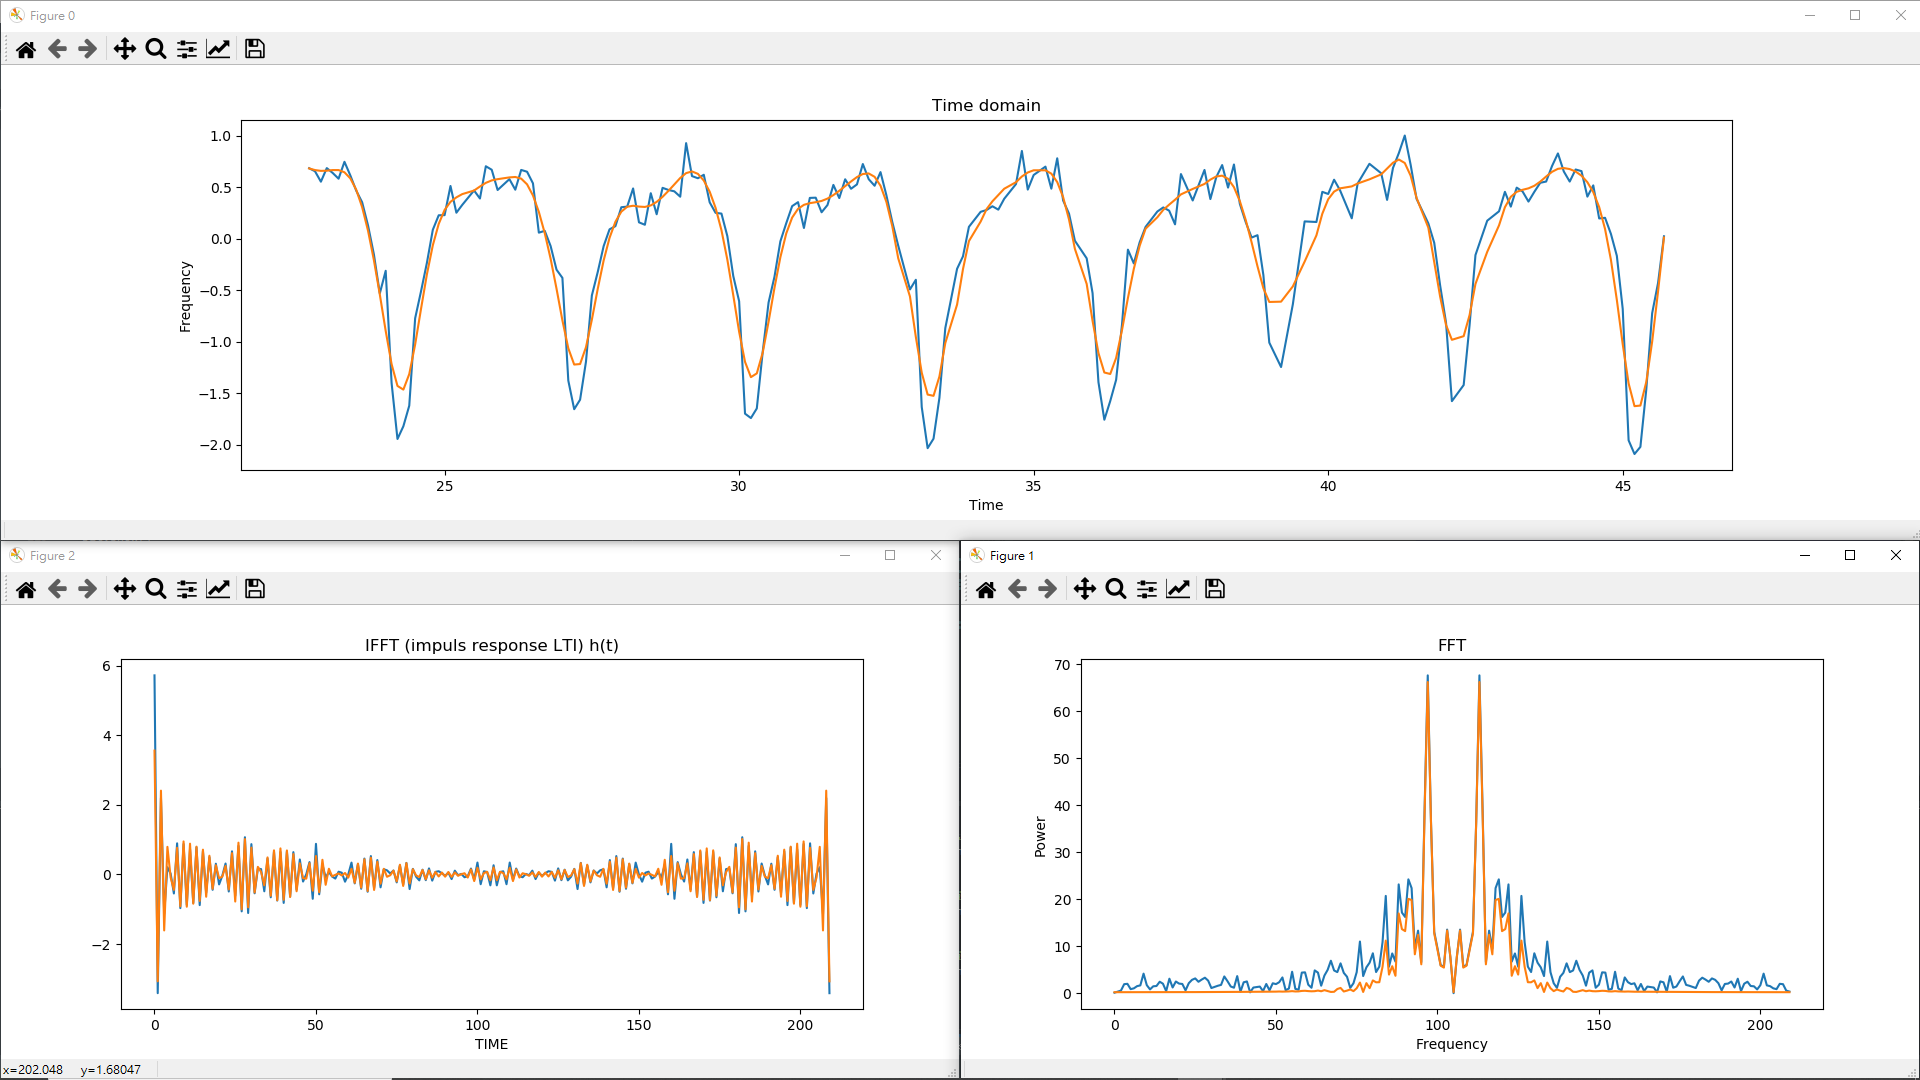 Figure 0
Time domain
Frequency
1.0
0.5
0.0
−0.5
−1.0
−1.5
−2.0
25 30 35 40 45
Time
Figure 2
IFFT (impuls response LTI) h(t)
6
4
2
0
−2
0 50 100 150 200
TIME
x=202.048 y=1.68047
Figure 1
FFT
Power
70
60
50
40
30
20
10
0
0 50 100 150 200
Frequency